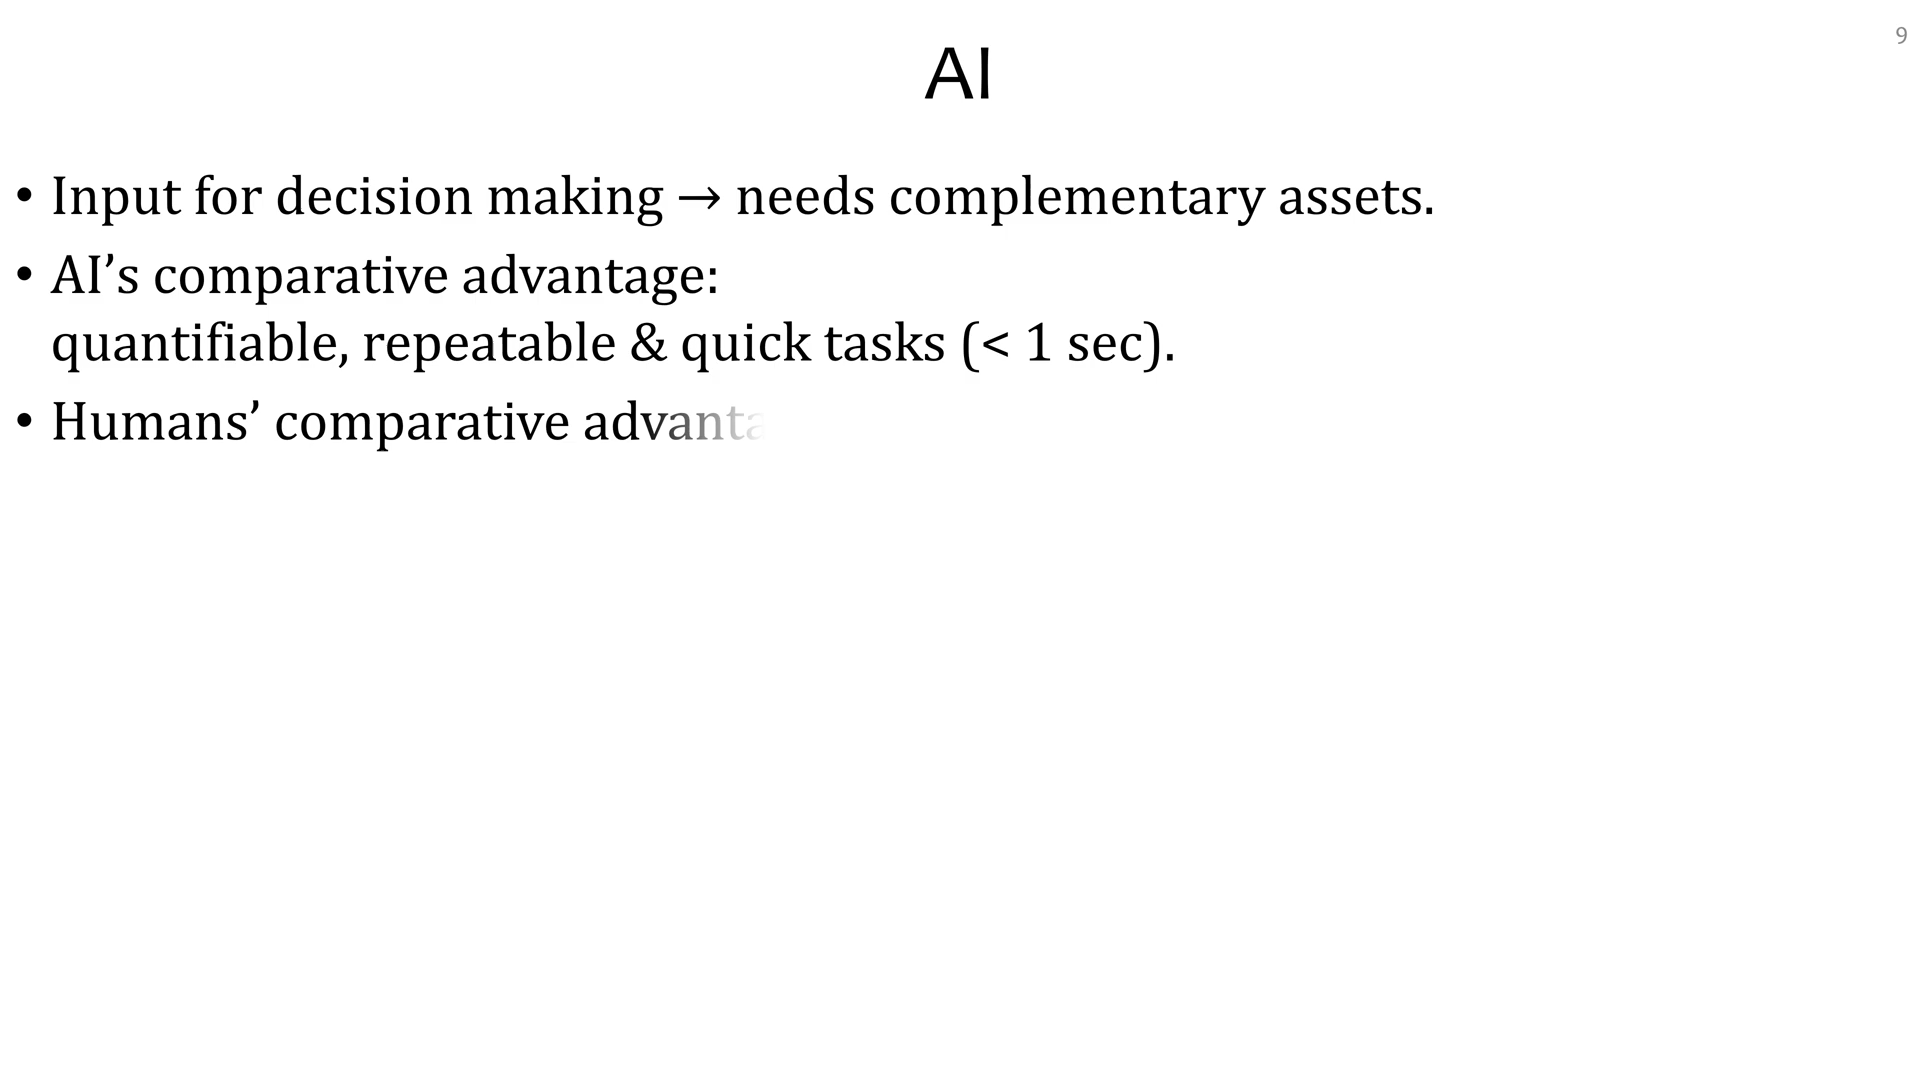 9
AI
• Input for decision making → needs complementary assets.
• AI’s comparative advantage:
quantifiable, repeatable & quick tasks (< 1 sec).
• Humans’ comparative advanta